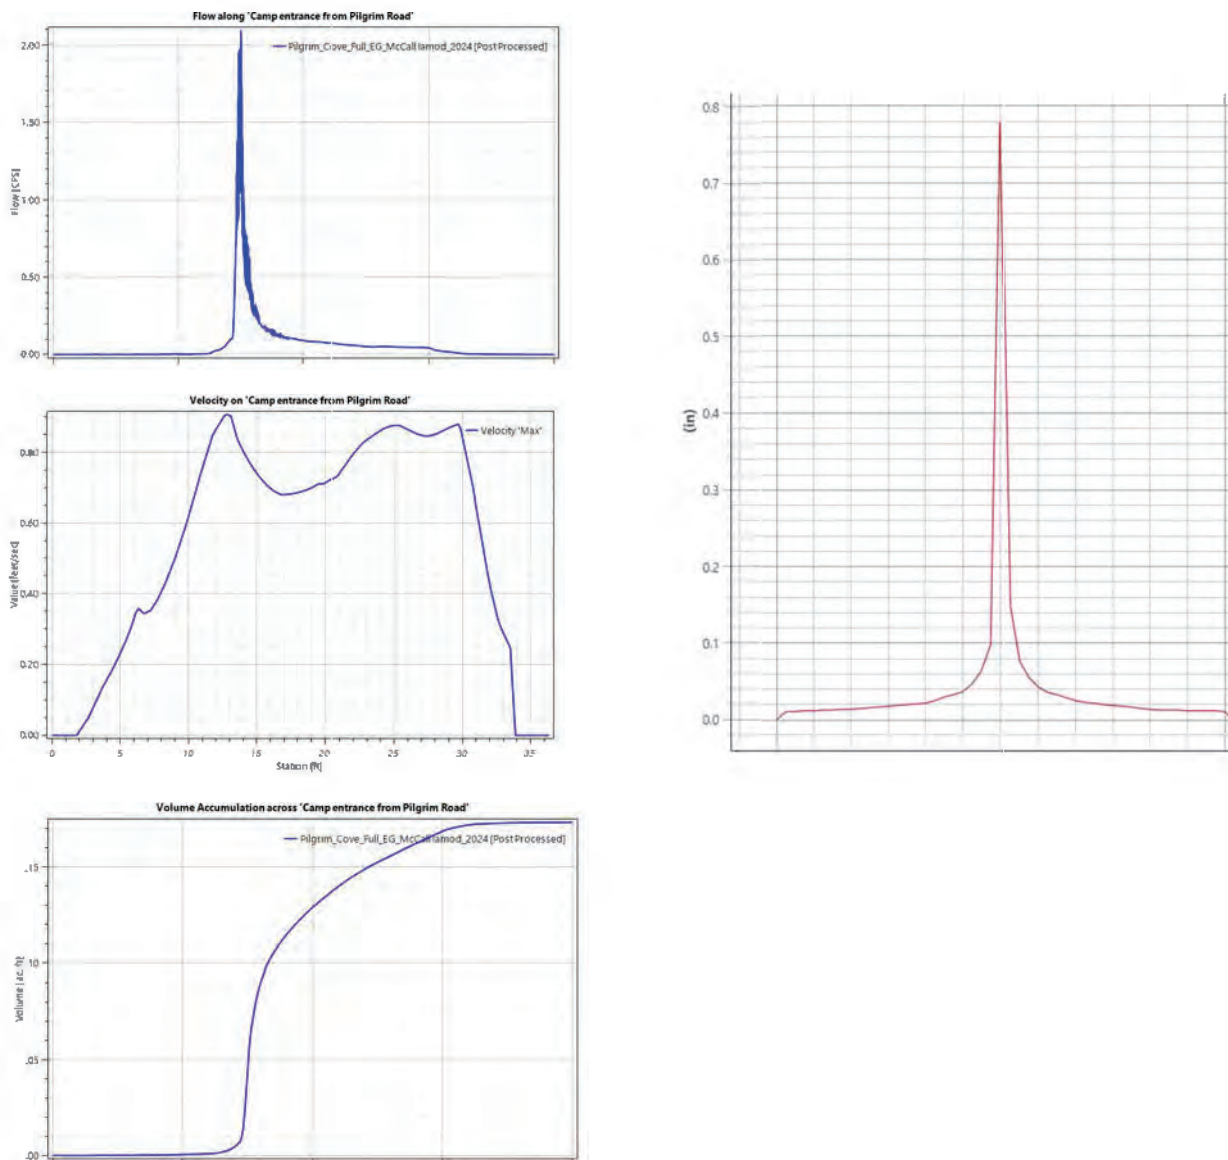 Flow along 'Camp entrance from Pilgrim Road'
Pilgrim_Cove_Full_EG_McCallHamod_2024 [Post Processed]
Flow [CFS]
2.00
1.50
1.00
0.50
0.00
Velocity on 'Camp entrance from Pilgrim Road'
Velocity 'Max'
Value [feet/sec]
0.80
0.60
0.40
0.20
0.00
0
5
10
15
20
25
30
35
Station [ft]
Volume Accumulation across 'Camp entrance from Pilgrim Road'
Pilgrim_Cove_Full_EG_McCallHamod_2024 [Post Processed]
Volume [ac. ft]
.15
.10
.05
.00
(in)
0.8
0.7
0.6
0.5
0.4
0.3
0.2
0.1
0.0